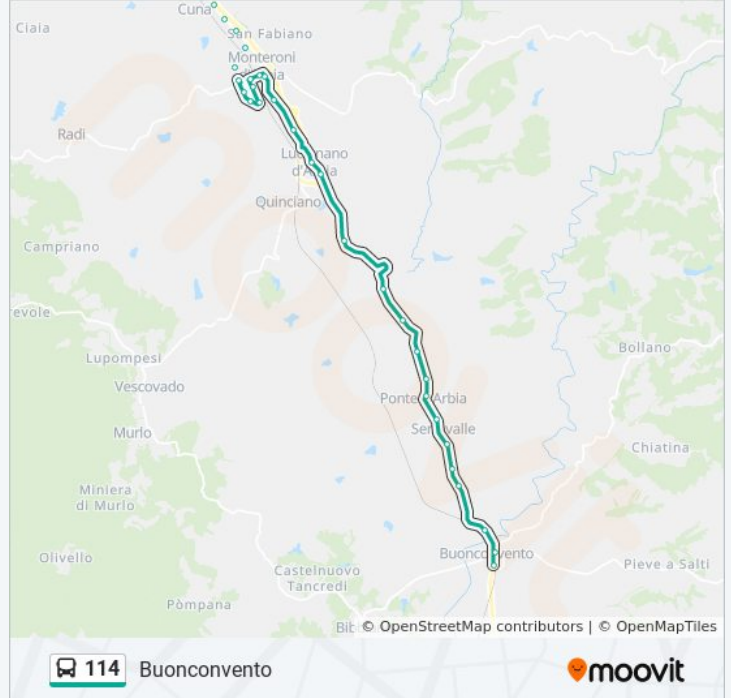 Cuna
Ciaia
San Fabiano
Monteroni
Radi
d'Arbia
Quinciano
Campriano
evole
Lupompesi
Bollano
Vescovado
Ponte d'Arbia
Serravalle
Murlo
Chiatina
Miniera
di Murlo
Buonconvento
Olivello
Pieve a Salti
Castelnuovo
Tancredi
Pòmpana
© OpenStreetMap contributors | © OpenMapTiles
114 Buonconvento
moovit